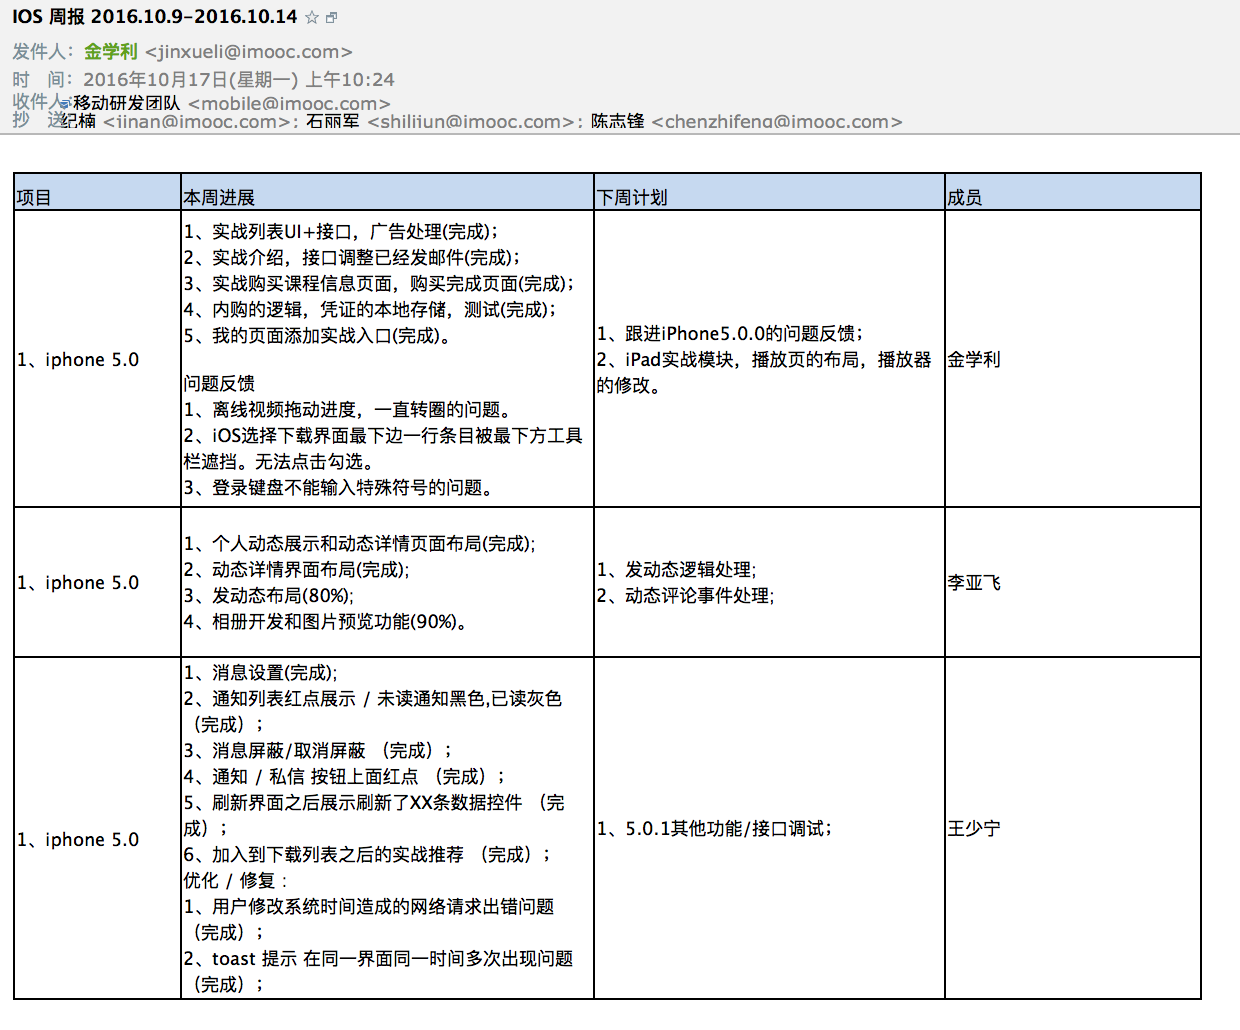 IOS 周报 2016.10.9-2016.10.14
发件人：金学利 <jinxueli@imooc.com>
时　间：2016年10月17日(星期一) 上午10:24
收件人：移动研发团队 <mobile@imooc.com>
抄　送：纪楠 <jinan@imooc.com>; 石丽军 <shilijun@imooc.com>; 陈志锋 <chenzhifeng@imooc.com>
项目 本周进展 下周计划 成员
1、iphone 5.0
1、实战列表UI+接口，广告处理(完成)；
2、实战介绍，接口调整已经发邮件(完成)；
3、实战购买课程信息页面，购买完成页面(完成)；
4、内购的逻辑，凭证的本地存储，测试(完成)；
5、我的页面添加实战入口(完成)。
问题反馈
1、离线视频拖动进度，一直转圈的问题。
2、iOS选择下载界面最下边一行条目被最下方工具
栏遮挡。无法点击勾选。
3、登录键盘不能输入特殊符号的问题。
1、跟进iPhone5.0.0的问题反馈；
2、iPad实战模块，播放页的布局，播放器
的修改。
金学利
1、iphone 5.0
1、个人动态展示和动态详情页面布局(完成);
2、动态详情界面布局(完成);
3、发动态布局(80%);
4、相册开发和图片预览功能(90%)。
1、发动态逻辑处理;
2、动态评论事件处理;
李亚飞
1、iphone 5.0
1、消息设置(完成);
2、通知列表红点展示 / 未读通知黑色,已读灰色
（完成）；
3、消息屏蔽/取消屏蔽 （完成）；
4、通知 / 私信 按钮上面红点 （完成）；
5、刷新界面之后展示刷新了XX条数据控件 （完
成）；
6、加入到下载列表之后的实战推荐 （完成）；
优化 / 修复：
1、用户修改系统时间造成的网络请求出错问题
（完成）；
2、toast 提示 在同一界面同一时间多次出现问题
（完成）；
1、5.0.1其他功能/接口调试；
王少宁